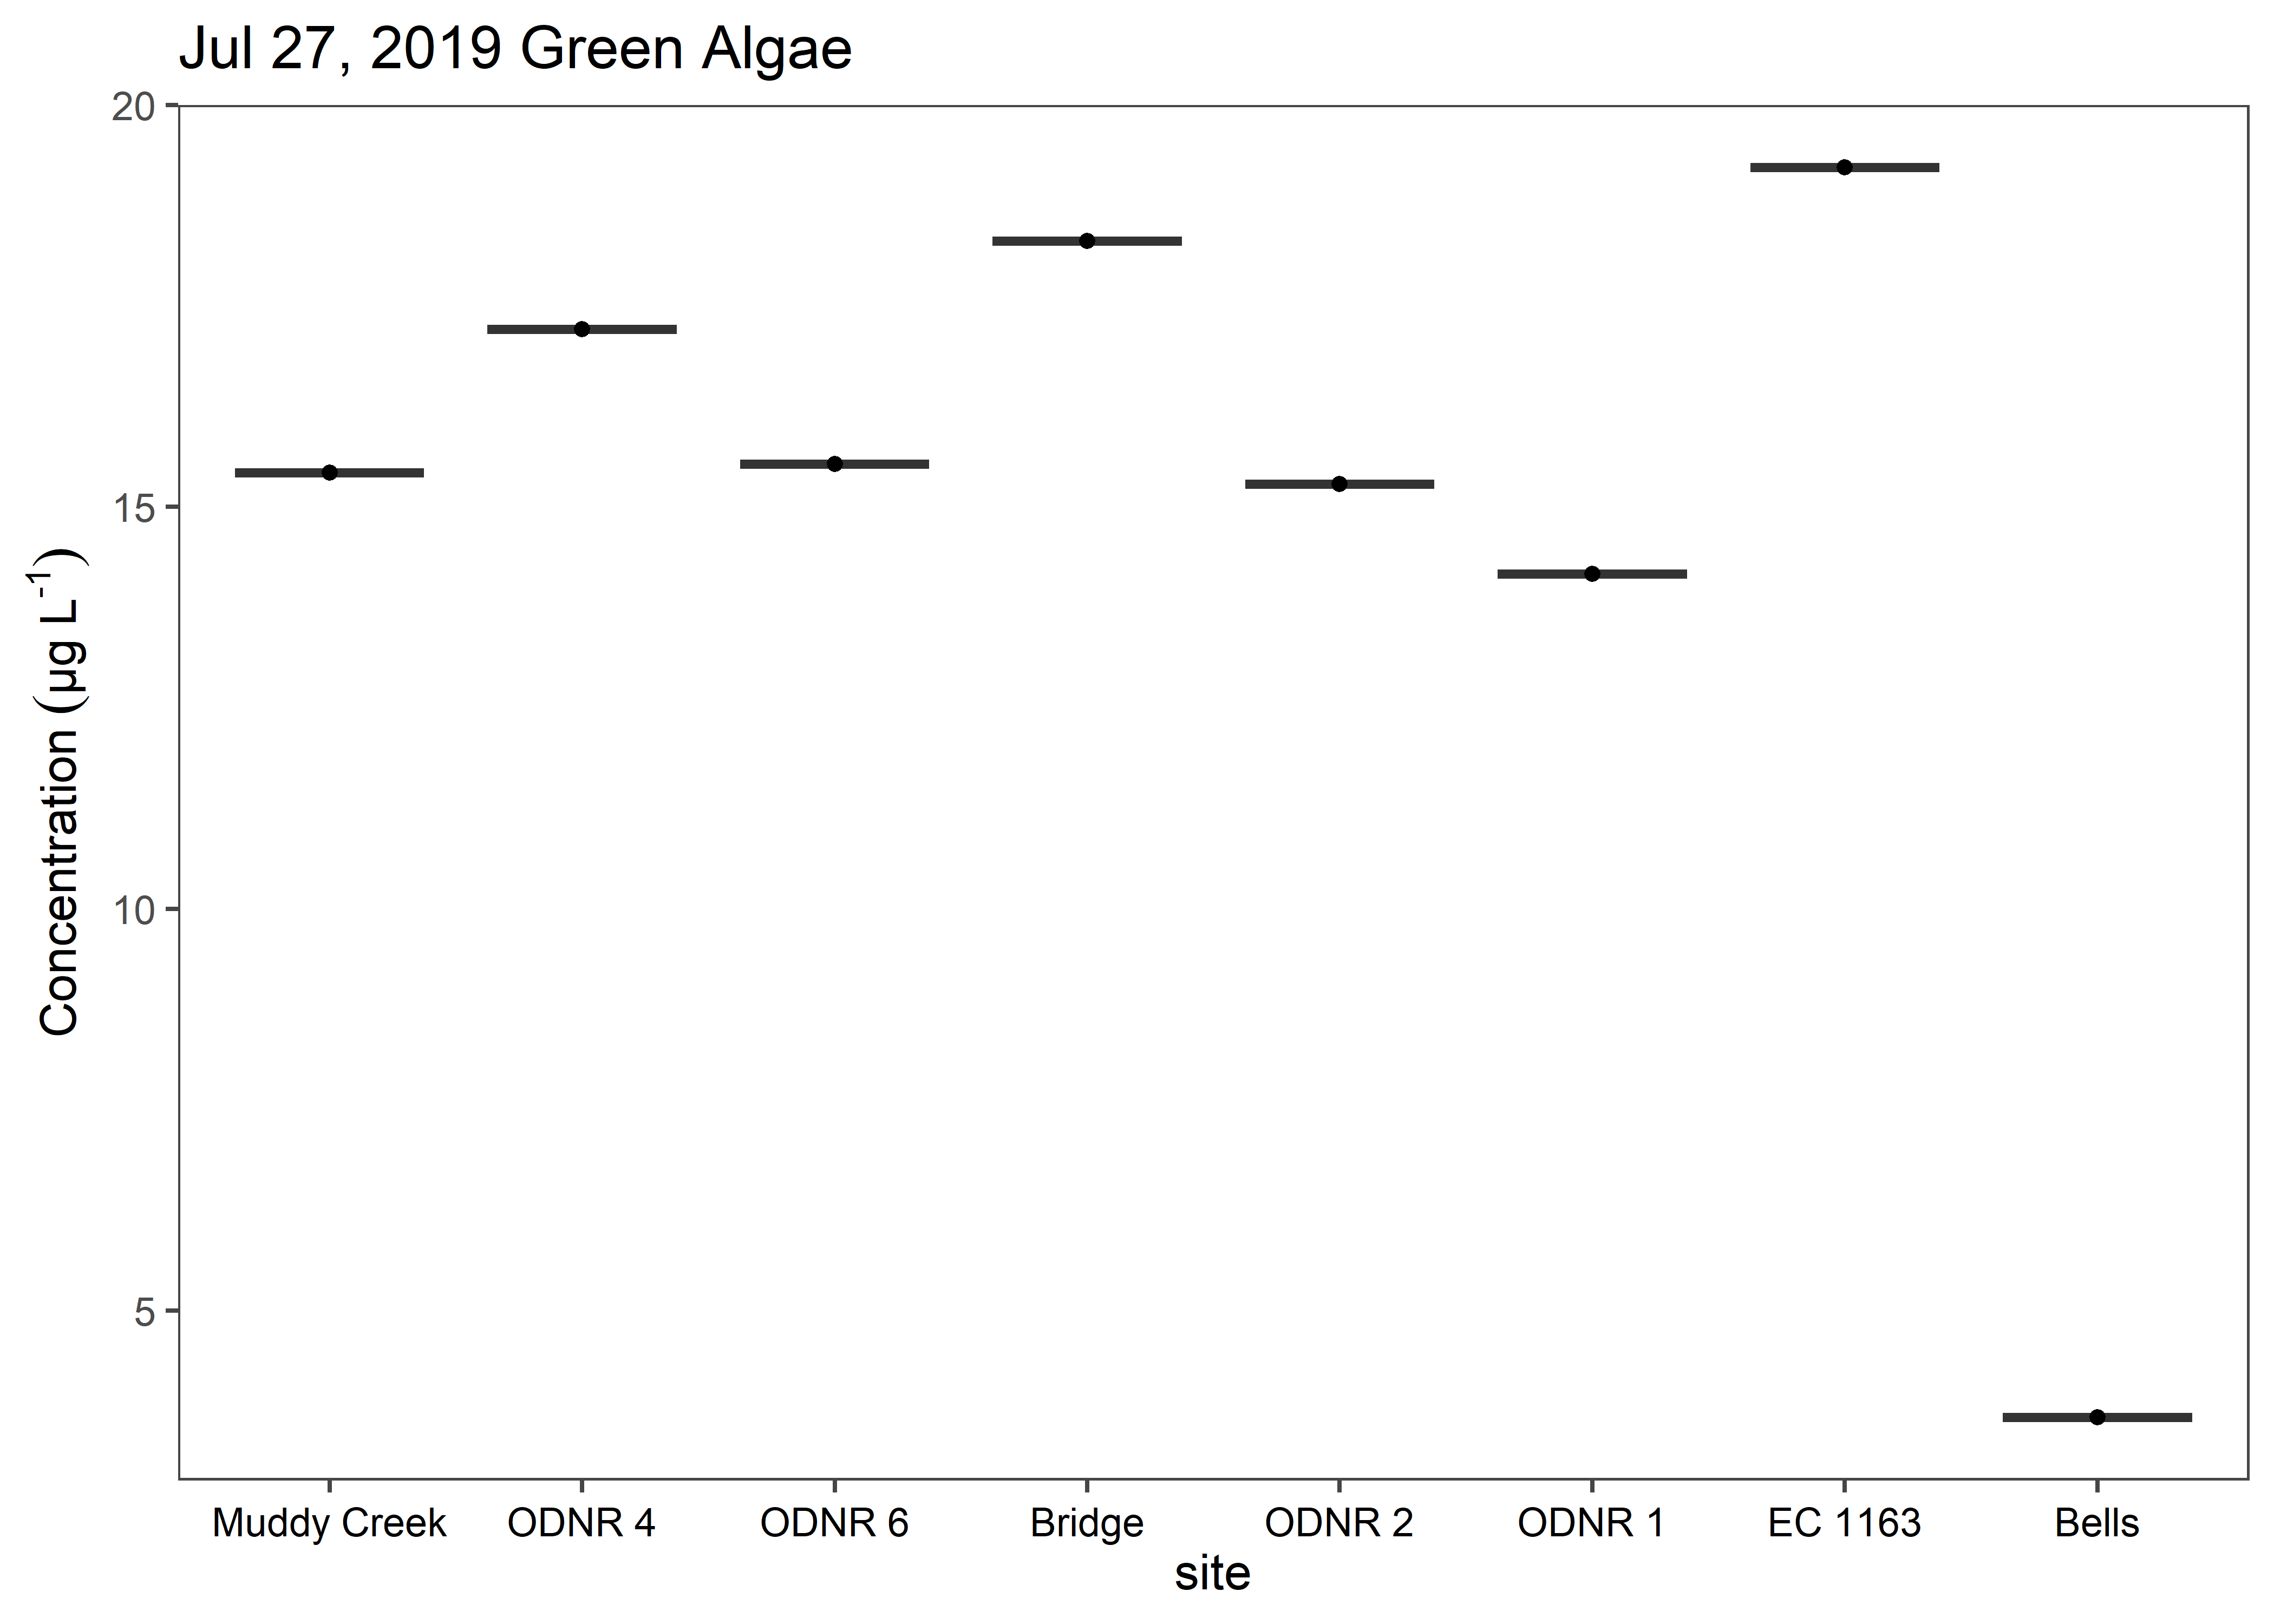 Jul 27, 2019 Green Algae
20
15
10
5
Concentration (µg L⁻¹)
Muddy Creek ODNR 4 ODNR 6 Bridge ODNR 2 ODNR 1 EC 1163 Bells
site